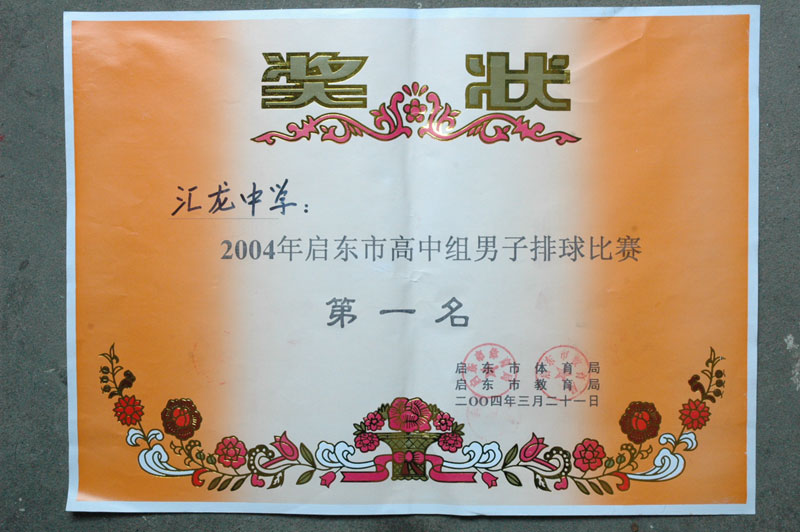 奖 状
汇龙中学:
2004年启东市高中组男子排球比赛
第一名
启东市体育局
启东市教育局
二〇〇四年三月二十一日